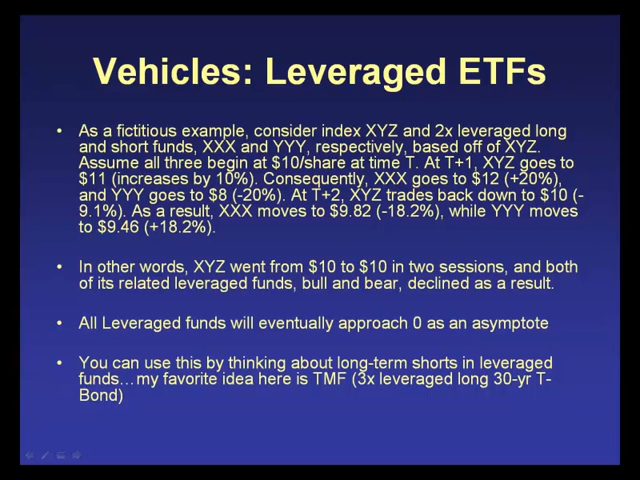 Vehicles: Leveraged ETFs
• As a fictitious example, consider index XYZ and 2x leveraged long
and short funds, XXX and YYY, respectively, based off of XYZ.
Assume all three begin at $10/share at time T. At T+1, XYZ goes to
$11 (increases by 10%). Consequently, XXX goes to $12 (+20%),
and YYY goes to $8 (-20%). At T+2, XYZ trades back down to $10 (-
9.1%). As a result, XXX moves to $9.82 (-18.2%), while YYY moves
to $9.46 (+18.2%).
• In other words, XYZ went from $10 to $10 in two sessions, and both
of its related leveraged funds, bull and bear, declined as a result.
• All Leveraged funds will eventually approach 0 as an asymptote
• You can use this by thinking about long-term shorts in leveraged
funds…my favorite idea here is TMF (3x leveraged long 30-yr T-
Bond)